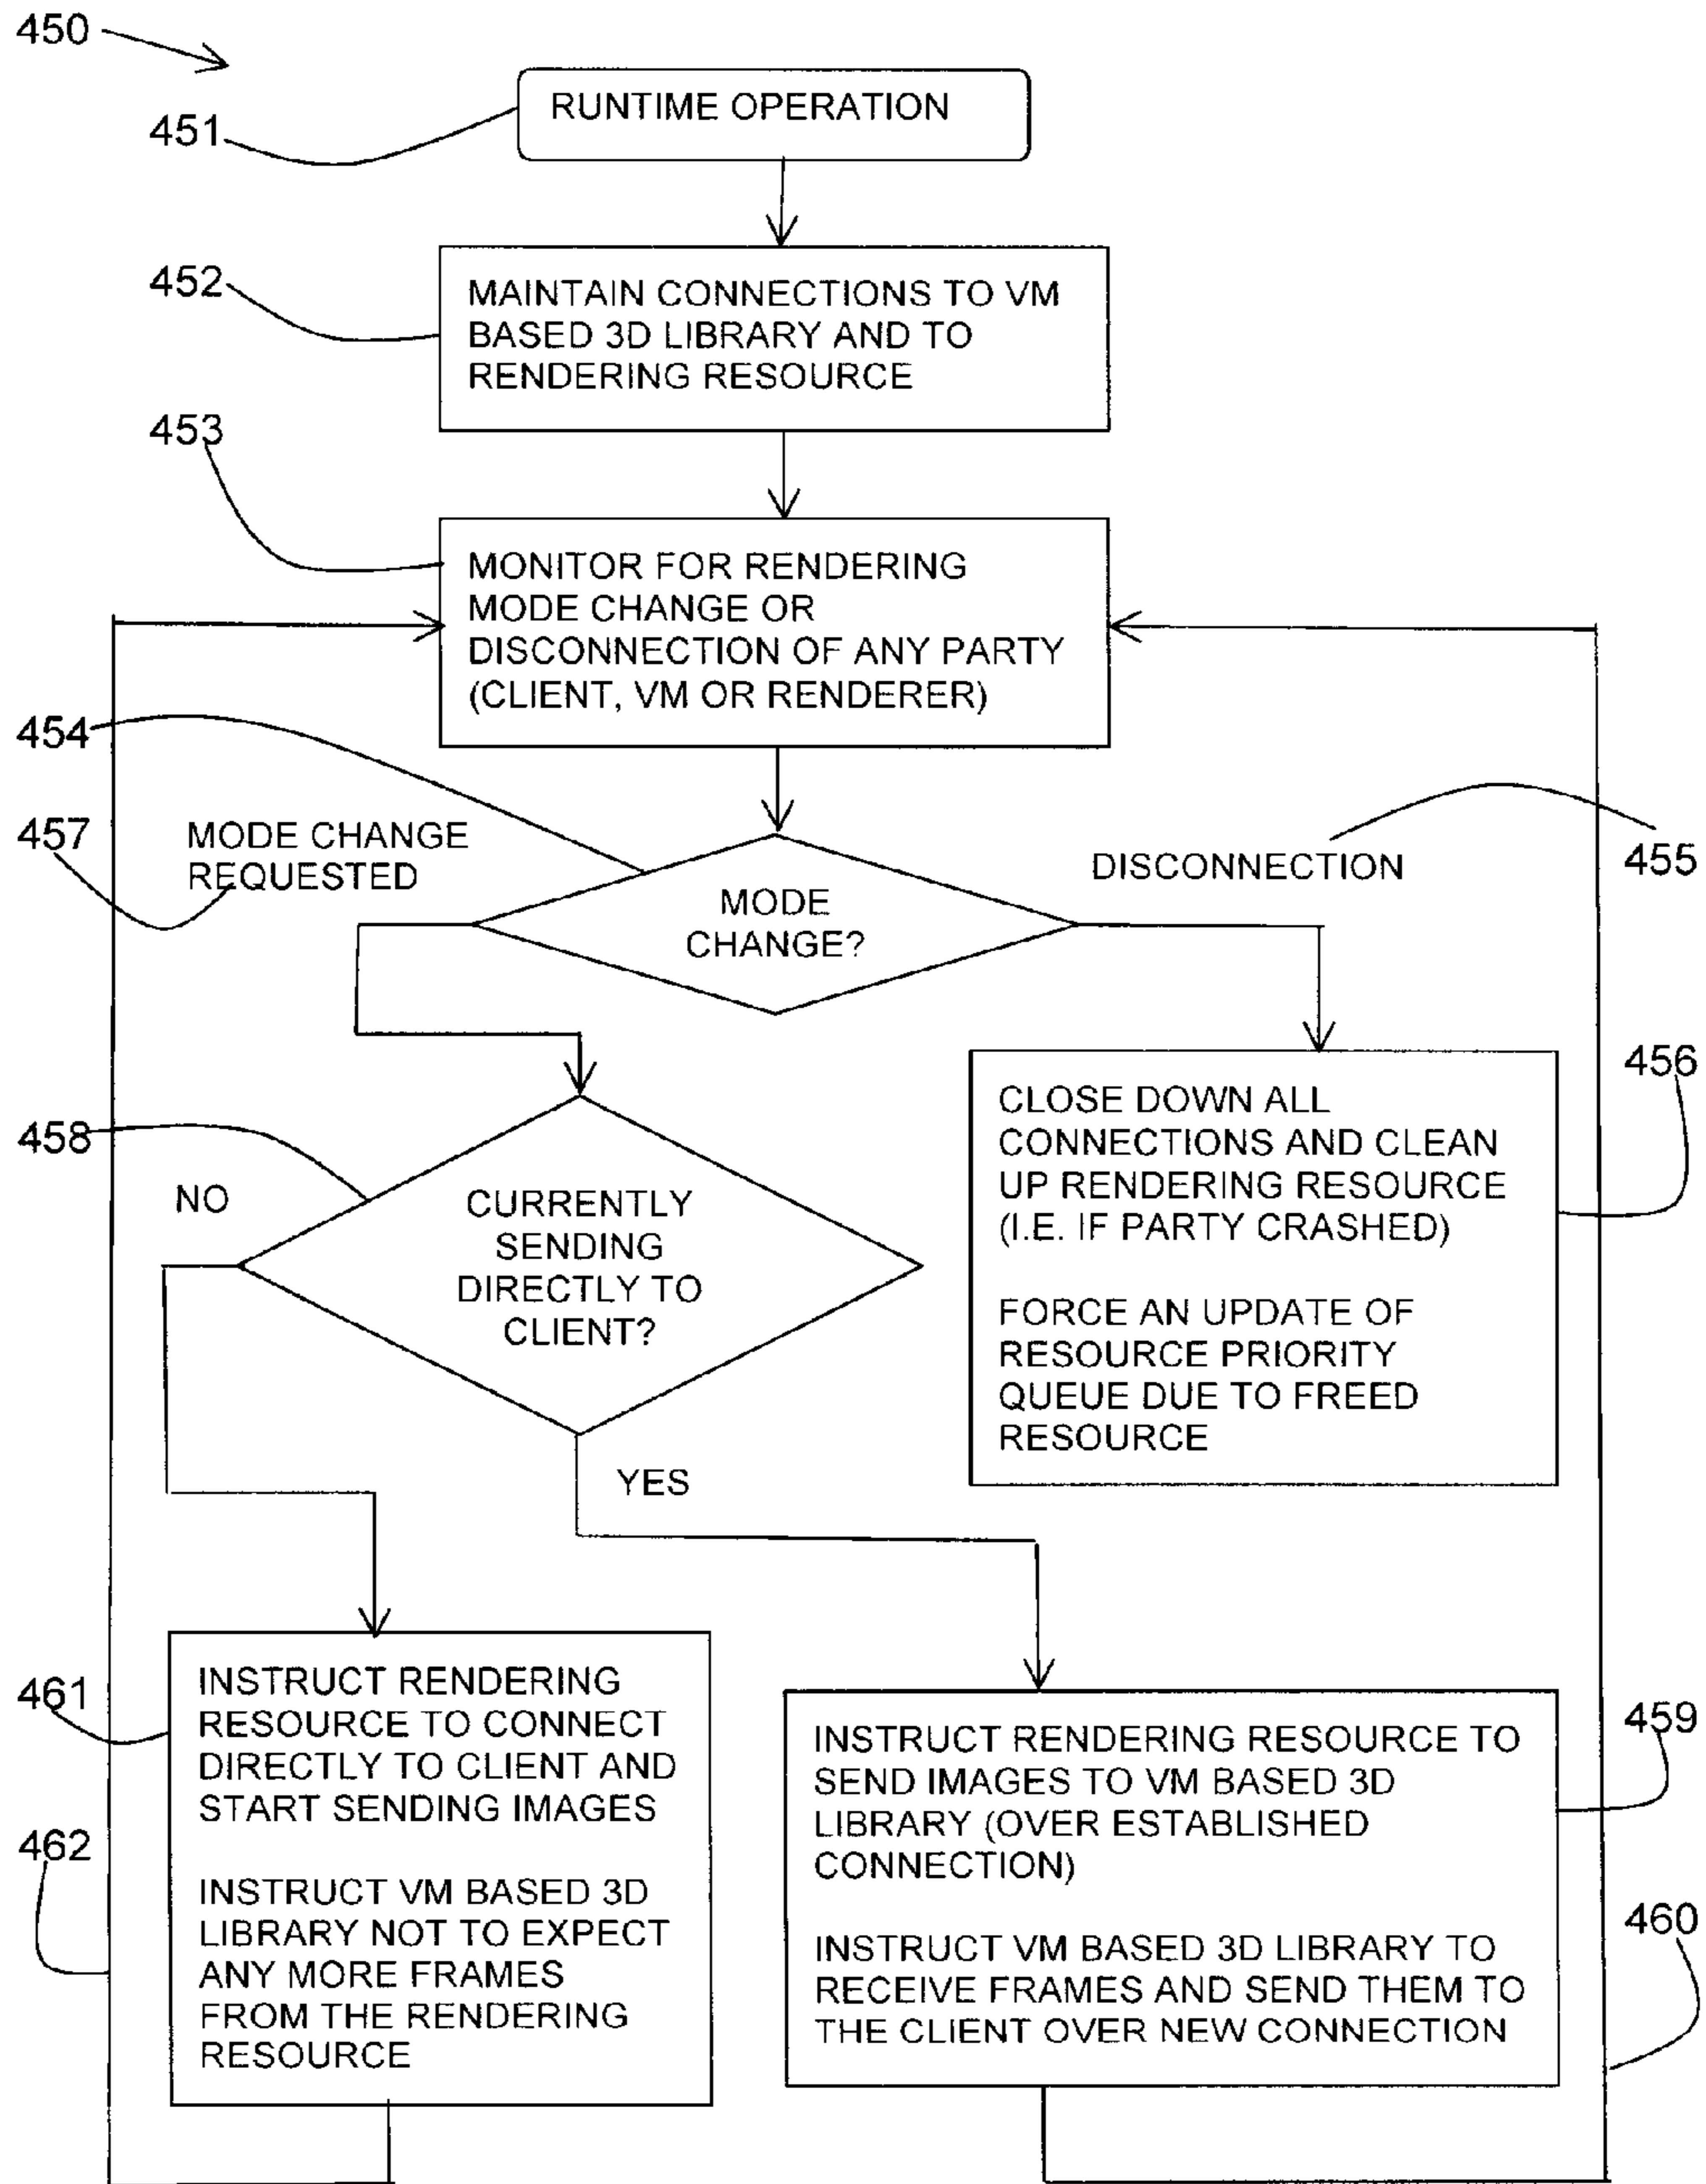 450
451
RUNTIME OPERATION
452
MAINTAIN CONNECTIONS TO VM
BASED 3D LIBRARY AND TO
RENDERING RESOURCE
453
MONITOR FOR RENDERING
MODE CHANGE OR
DISCONNECTION OF ANY PARTY
(CLIENT, VM OR RENDERER)
454
457
MODE CHANGE
REQUESTED
MODE
CHANGE?
DISCONNECTION
455
456
CLOSE DOWN ALL
CONNECTIONS AND CLEAN
UP RENDERING RESOURCE
(I.E. IF PARTY CRASHED)
FORCE AN UPDATE OF
RESOURCE PRIORITY
QUEUE DUE TO FREED
RESOURCE
458
NO
CURRENTLY
SENDING
DIRECTLY TO
CLIENT?
YES
461
INSTRUCT RENDERING
RESOURCE TO CONNECT
DIRECTLY TO CLIENT AND
START SENDING IMAGES
462
INSTRUCT VM BASED 3D
LIBRARY NOT TO EXPECT
ANY MORE FRAMES
FROM THE RENDERING
RESOURCE
459
INSTRUCT RENDERING RESOURCE TO
SEND IMAGES TO VM BASED 3D
LIBRARY (OVER ESTABLISHED
CONNECTION)
460
INSTRUCT VM BASED 3D LIBRARY TO
RECEIVE FRAMES AND SEND THEM TO
THE CLIENT OVER NEW CONNECTION